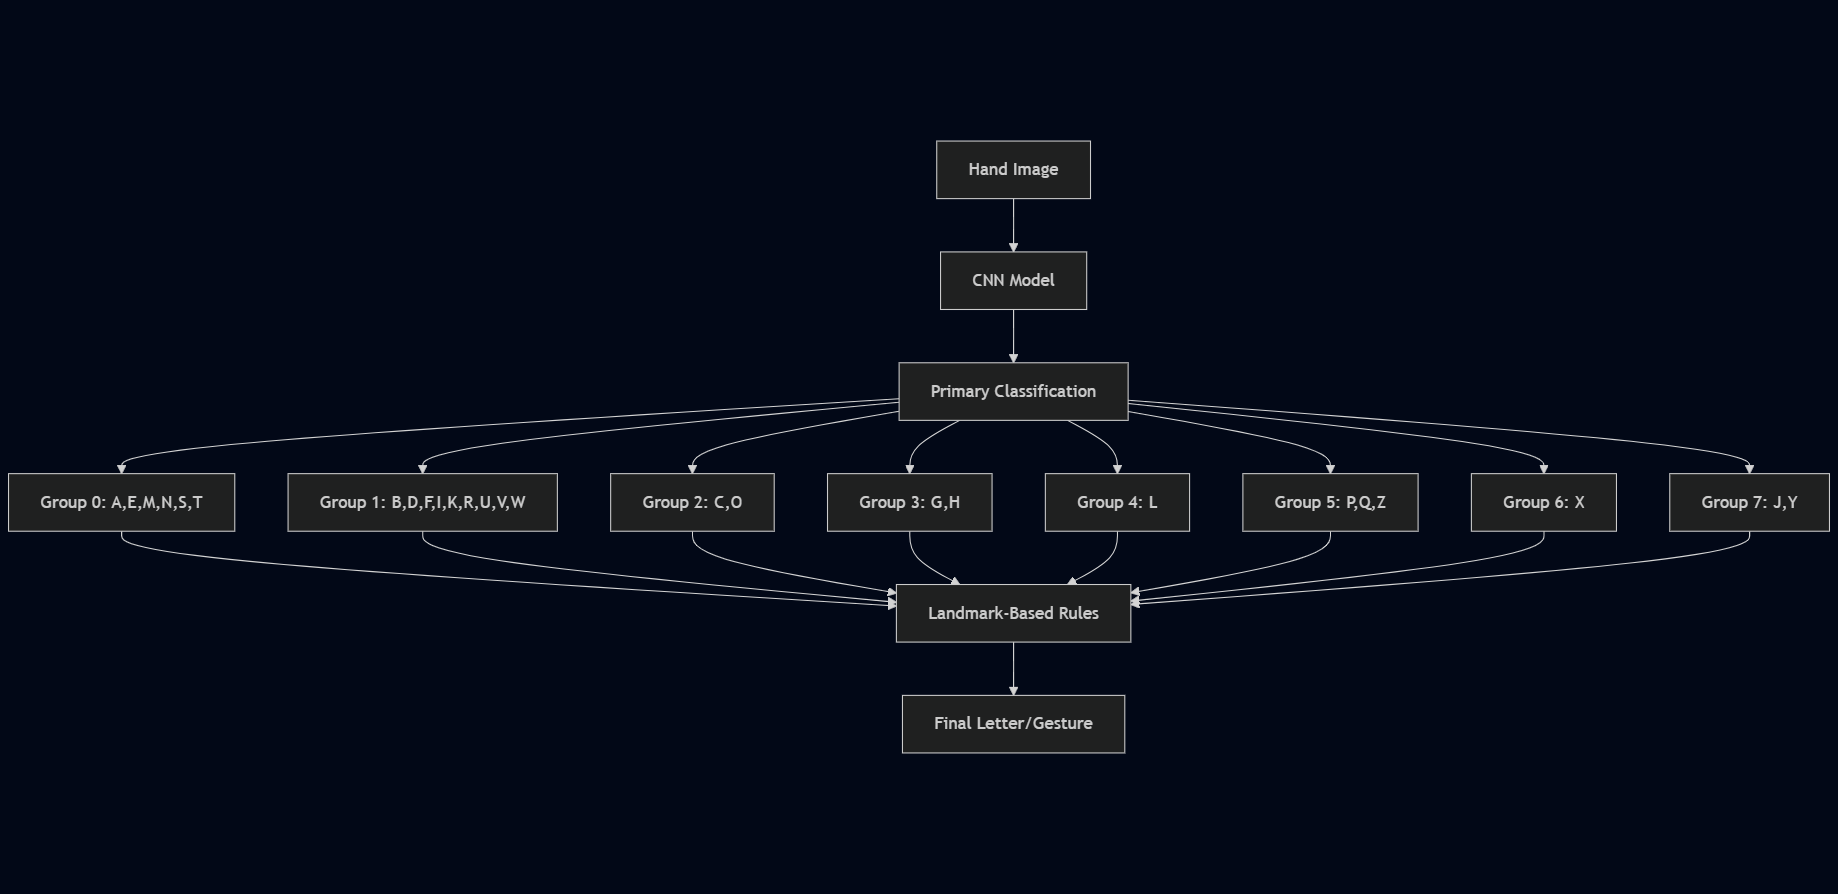 Hand Image
CNN Model
Primary Classification
Group 0: A,E,M,N,S,T
Group 1: B,D,F,I,K,R,U,V,W
Group 2: C,O
Group 3: G,H
Group 4: L
Group 5: P,Q,Z
Group 6: X
Group 7: J,Y
Landmark-Based Rules
Final Letter/Gesture